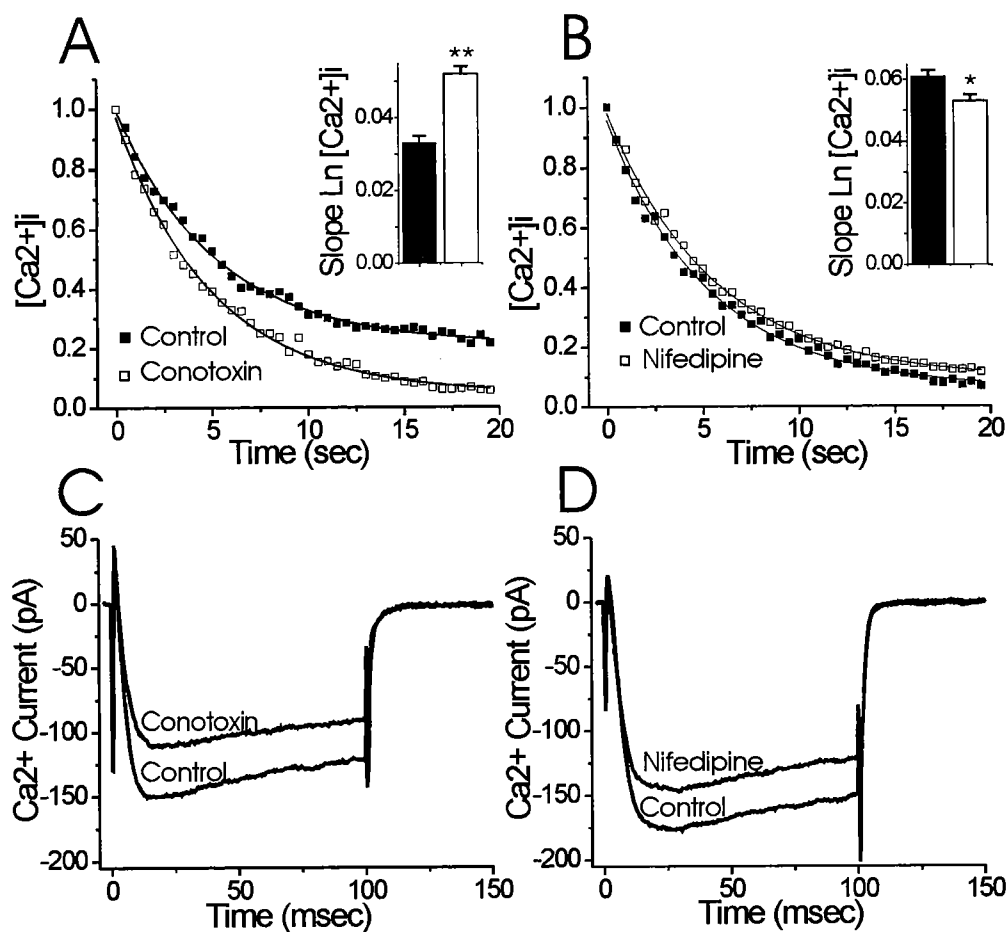 A
1.0
0.8
0.6
0.4
0.2
0.0
[Ca2+]i
0 5 10 15 20
Time (sec)
Control
Conotoxin
Slope Ln [Ca2+]i
0.04
0.02
0.00
**
B
1.0
0.8
0.6
0.4
0.2
0.0
[Ca2+]i
0 5 10 15 20
Time (sec)
Control
Nifedipine
Slope Ln [Ca2+]i
0.06
0.04
0.02
0.00
*
C
50
0
-50
-100
-150
-200
Ca2+ Current (pA)
Conotoxin
Control
0 50 100 150
Time (msec)
D
50
0
-50
-100
-150
-200
Ca2+ Current (pA)
Nifedipine
Control
0 50 100 150
Time (msec)